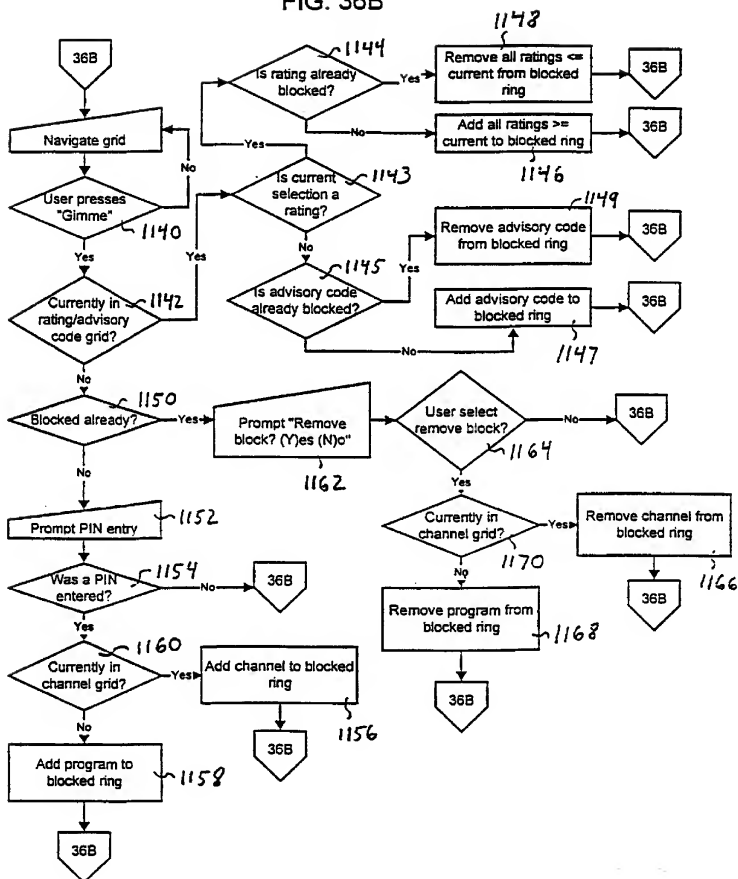 FIG. 36B
36B
Navigate grid
No
User presses
"Gimme"
1140
Yes
Currently in
rating/advisory
code grid?
1142
Yes
No
Is current
selection a
rating?
1143
Yes
No
Is rating already
blocked?
1144
Yes
Remove all ratings <=
current from blocked
ring
1148
36B
No
Add all ratings >=
current to blocked ring
1146
36B
Is advisory code
already blocked?
1145
Yes
Remove advisory code
from blocked ring
1149
36B
No
Add advisory code to
blocked ring
1147
36B
Blocked already?
1150
Yes
Prompt "Remove
block? (Y)es (N)o"
1162
User select
remove block?
1164
No
36B
Yes
Currently in
channel grid?
1170
Yes
Remove channel from
blocked ring
1166
36B
No
Remove program from
blocked ring
1168
36B
No
Prompt PIN entry
1152
Was a PIN
entered?
1154
No
36B
Yes
Currently in
channel grid?
1160
Yes
Add channel to blocked
ring
1156
36B
No
Add program to
blocked ring
1158
36B